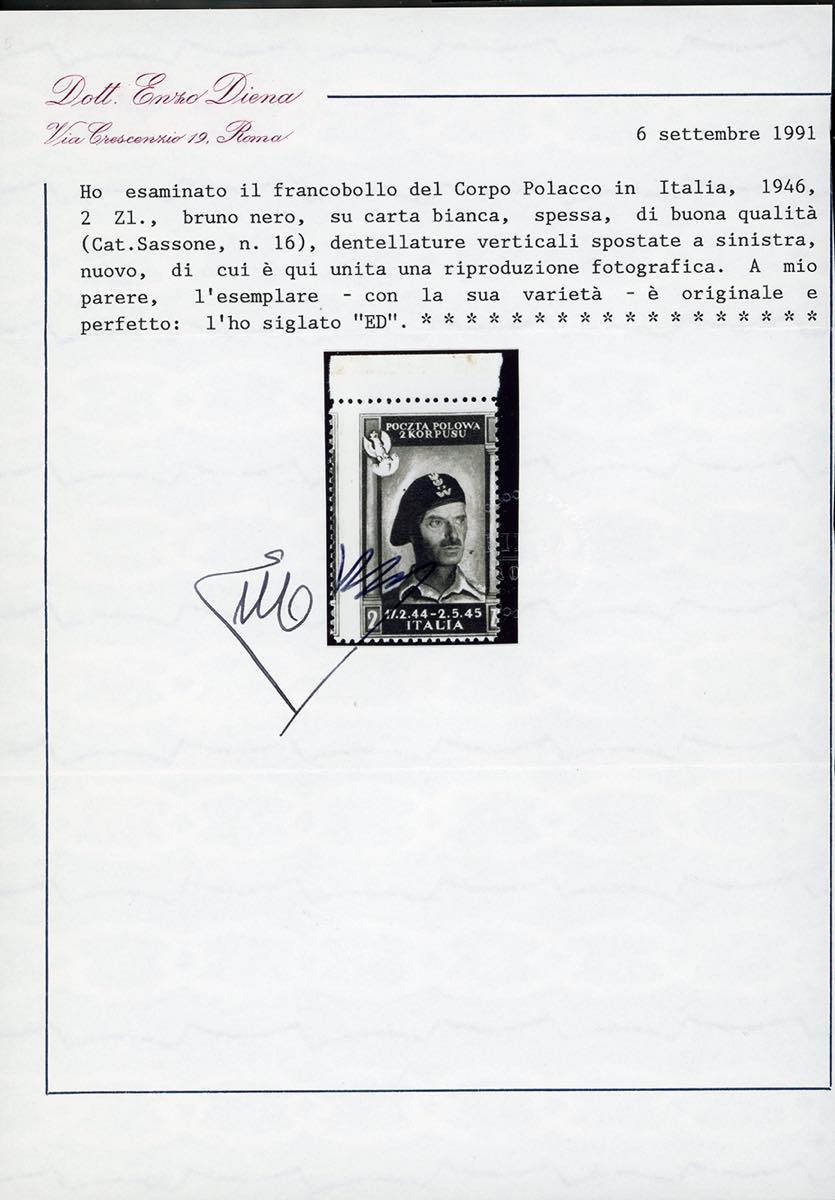 Dott. Enzo Diena
Via Crescenzio 19, Roma
6 settembre 1991
Ho esaminato il francobollo del Corpo Polacco in Italia, 1946,
2 Zl., bruno nero, su carta bianca, spessa, di buona qualità
(Cat.Sassone, n. 16), dentellature verticali spostate a sinistra,
nuovo, di cui è qui unita una riproduzione fotografica. A mio
parere, l'esemplare - con la sua varietà - è originale e
perfetto: l'ho siglato "ED". * * * * * * * * * * * * * * * * * *
POCZTA POLOWA
2 KORPUSU
2 17.2.44-2.5.45
ITALIA